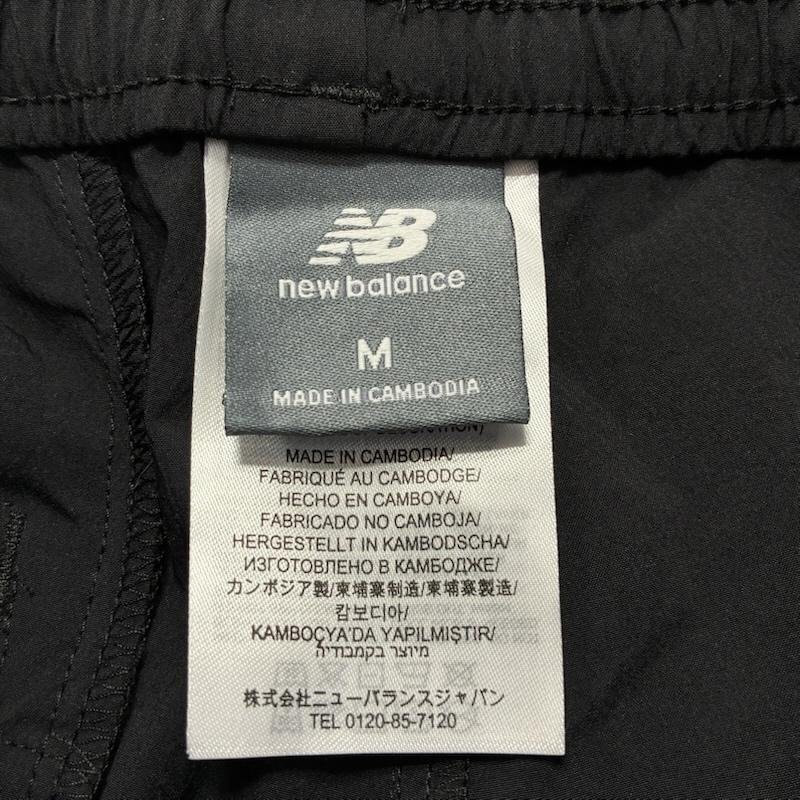 NB
new balance
M
MADE IN CAMBODIA
MADE IN CAMBODIA/
FABRIQUÉ AU CAMBODGE/
HECHO EN CAMBOYA/
FABRICADO NO CAMBOJA/
HERGESTELLT IN KAMBODSCHA/
ИЗГОТОВЛЕНО В КАМБОДЖЕ/
カンボジア製/柬埔寨制造/柬埔寨製造/
캄보디아/
KAMBOÇYA'DA YAPILMIŞTIR/
מיוצר בקמבודיה
株式会社ニューバランスジャパン
TEL 0120-85-7120